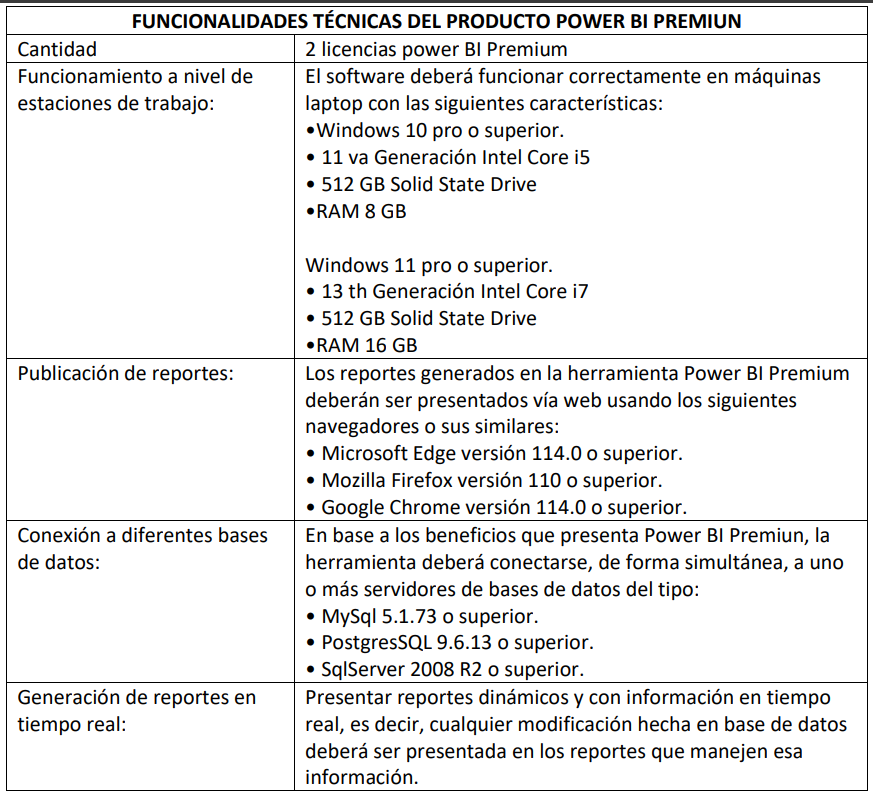 FUNCIONALIDADES TÉCNICAS DEL PRODUCTO POWER BI PREMIUN
Cantidad
2 licencias power BI Premium
Funcionamiento a nivel de
estaciones de trabajo:
El software deberá funcionar correctamente en máquinas
laptop con las siguientes características:
•Windows 10 pro o superior.
• 11 va Generación Intel Core i5
• 512 GB Solid State Drive
•RAM 8 GB
Windows 11 pro o superior.
• 13 th Generación Intel Core i7
• 512 GB Solid State Drive
•RAM 16 GB
Publicación de reportes:
Los reportes generados en la herramienta Power BI Premium
deberán ser presentados vía web usando los siguientes
navegadores o sus similares:
• Microsoft Edge versión 114.0 o superior.
• Mozilla Firefox versión 110 o superior.
• Google Chrome versión 114.0 o superior.
Conexión a diferentes bases
de datos:
En base a los beneficios que presenta Power BI Premiun, la
herramienta deberá conectarse, de forma simultánea, a uno
o más servidores de bases de datos del tipo:
• MySql 5.1.73 o superior.
• PostgresSQL 9.6.13 o superior.
• SqlServer 2008 R2 o superior.
Generación de reportes en
tiempo real:
Presentar reportes dinámicos y con información en tiempo
real, es decir, cualquier modificación hecha en base de datos
deberá ser presentada en los reportes que manejen esa
información.